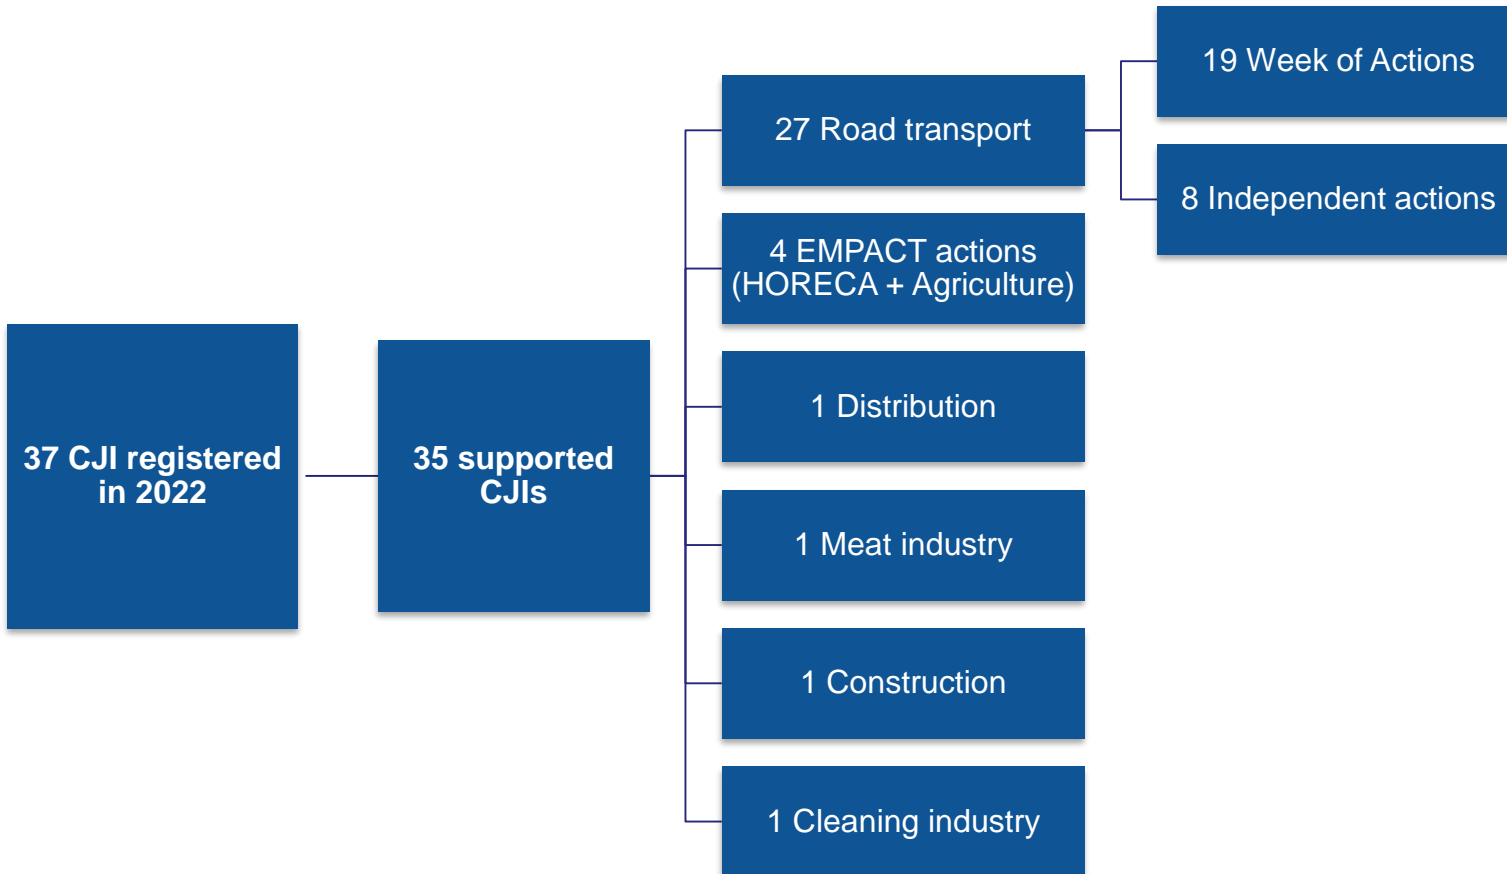 37 CJI registered
in 2022
35 supported
CJIs
27 Road transport
19 Week of Actions
8 Independent actions
4 EMPACT actions
(HORECA + Agriculture)
1 Distribution
1 Meat industry
1 Construction
1 Cleaning industry